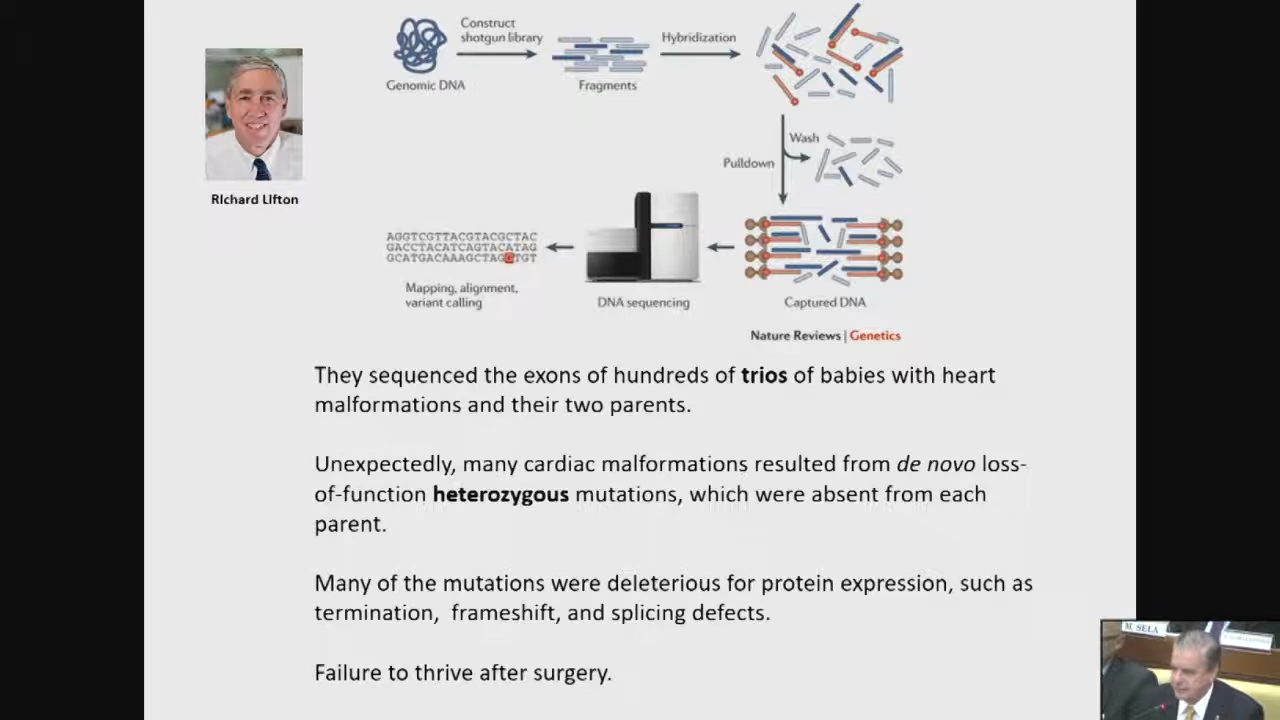 Construct
shotgun library
Hybridization
Genomic DNA
Fragments
Wash
Pulldown
Richard Lifton
AGGTCGTTACGTACGCTAC
GACCTACATCAGTACATAG
GCATGACAAAGCTAGGTGT
Mapping, alignment,
variant calling
DNA sequencing
Captured DNA
Nature Reviews | Genetics
They sequenced the exons of hundreds of trios of babies with heart
malformations and their two parents.
Unexpectedly, many cardiac malformations resulted from de novo loss-
of-function heterozygous mutations, which were absent from each
parent.
Many of the mutations were deleterious for protein expression, such as
termination, frameshift, and splicing defects.
Failure to thrive after surgery.
M. SELA